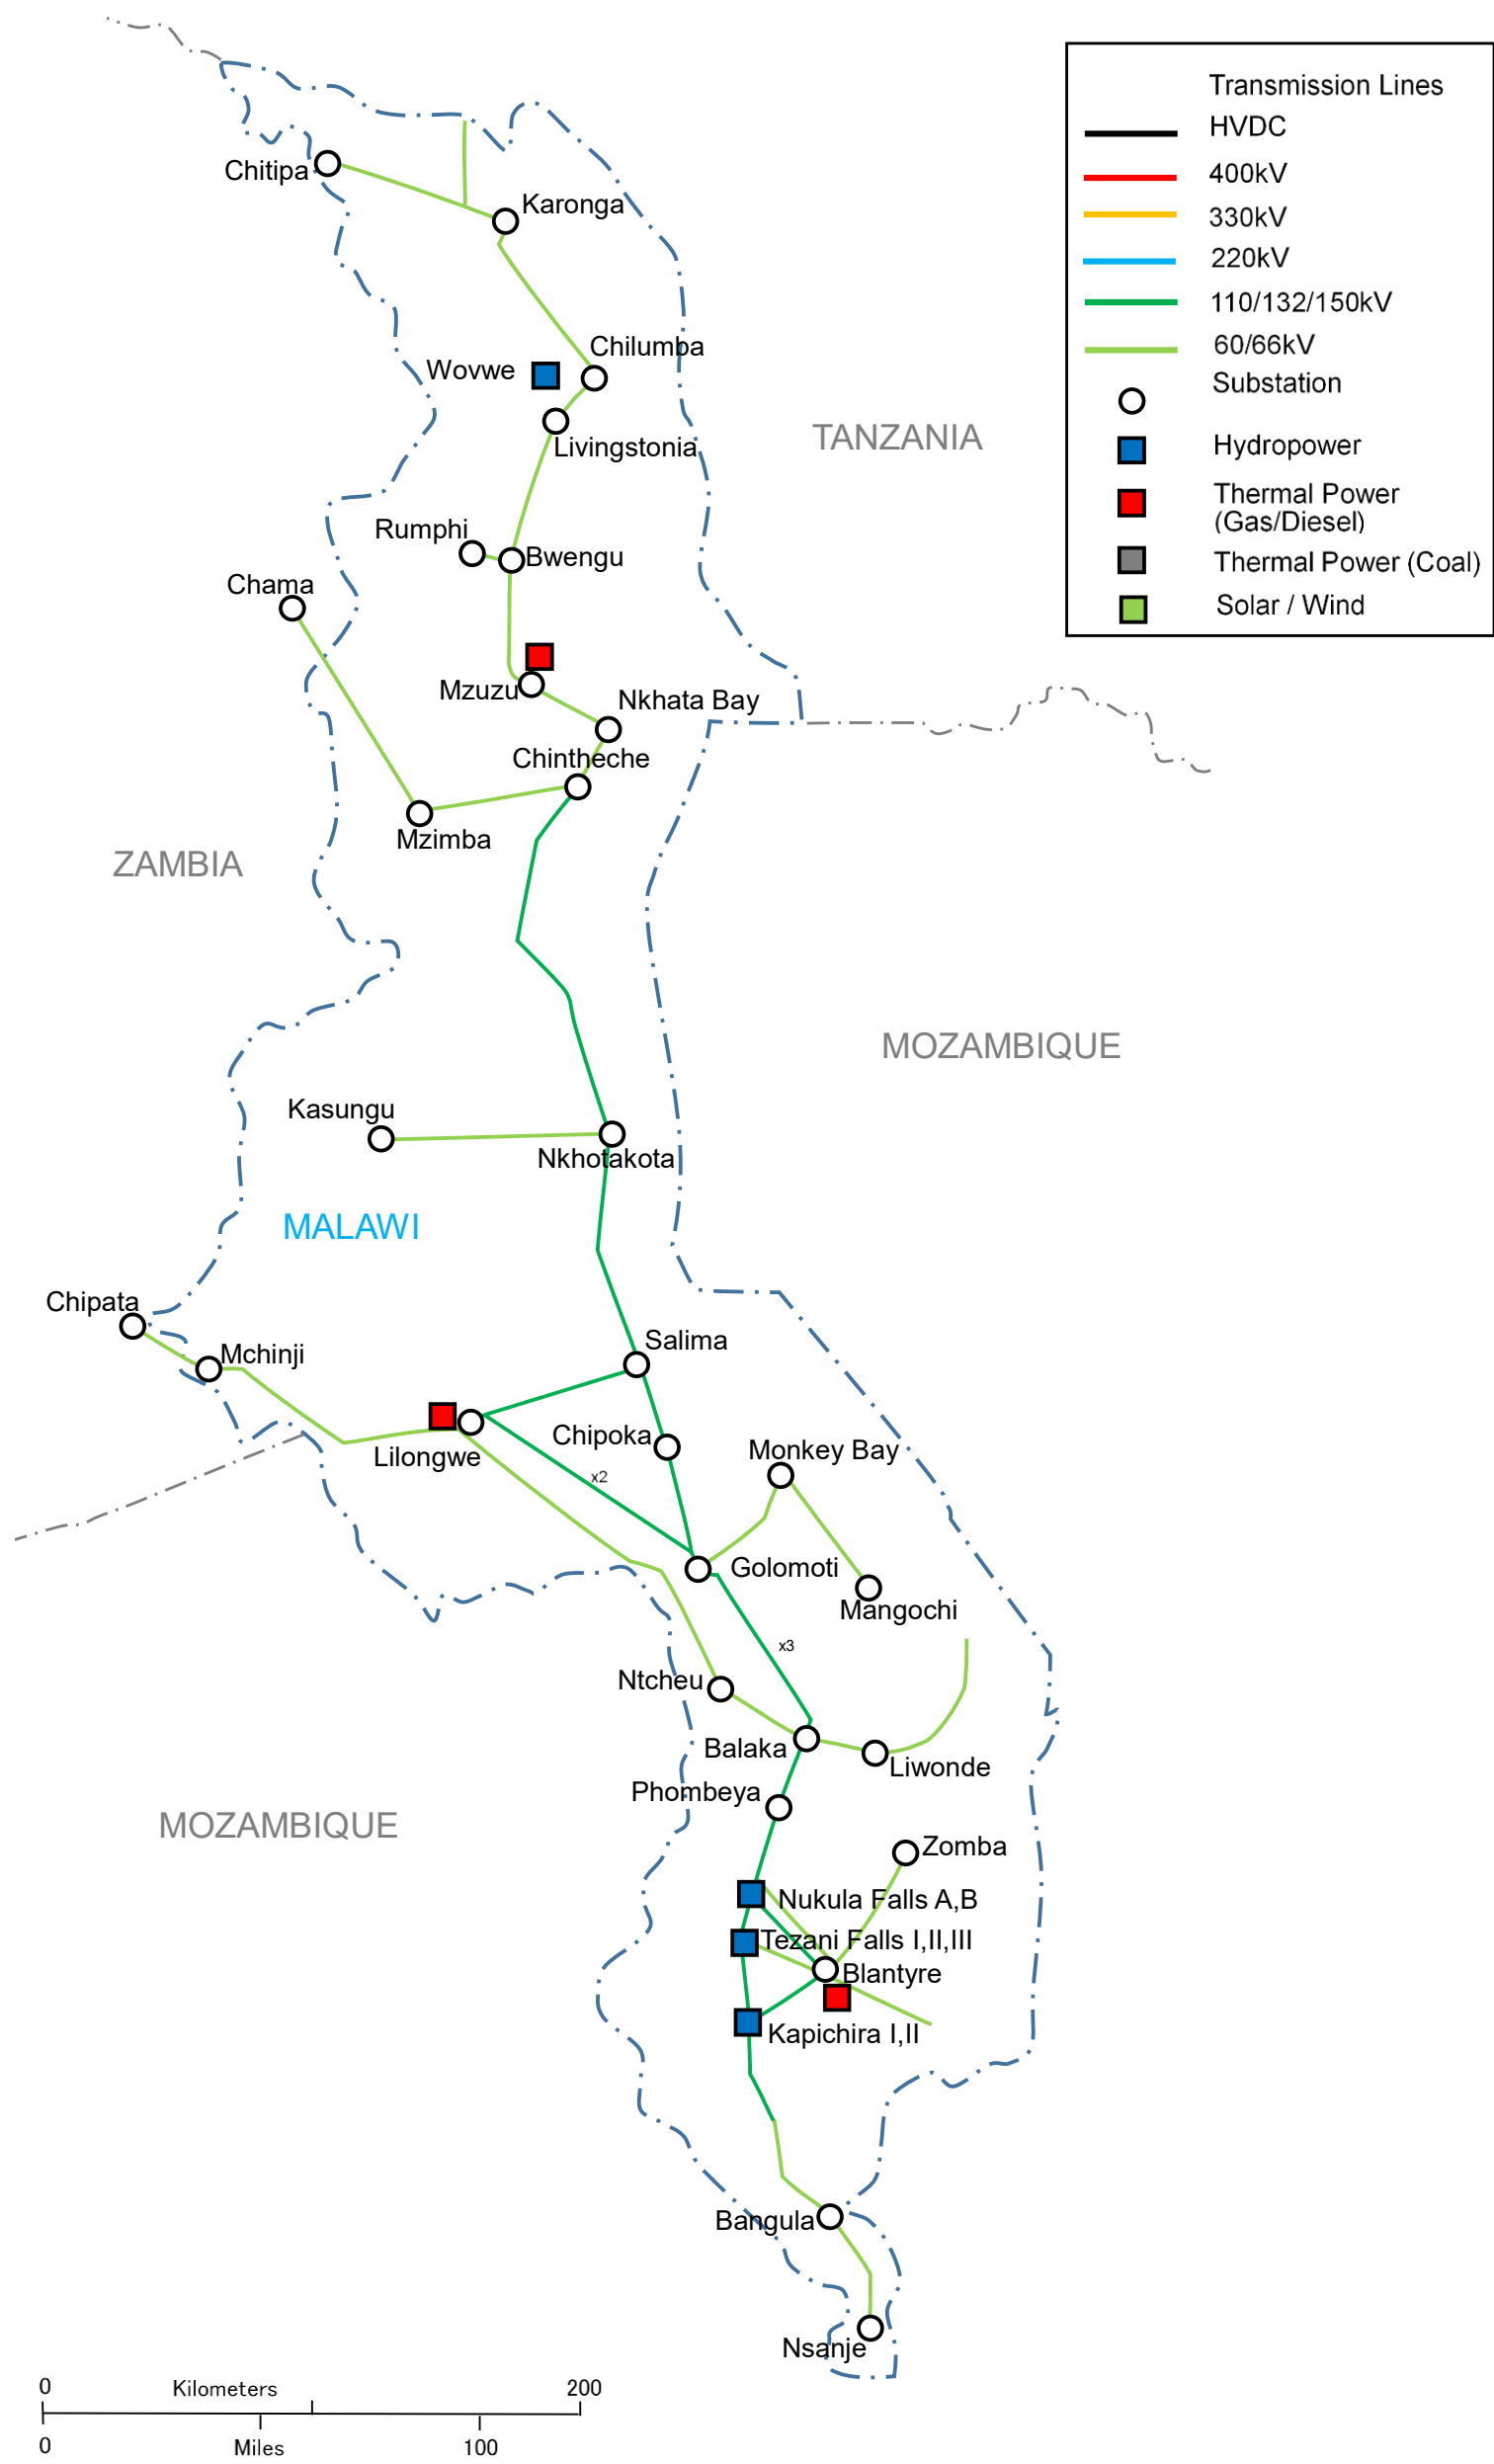 Transmission Lines
HVDC
400kV
330kV
220kV
110/132/150kV
60/66kV
Substation
Hydropower
Thermal Power
(Gas/Diesel)
Thermal Power (Coal)
Solar / Wind
Chitipa
Karonga
Chilumba
Wovwe
TANZANIA
Livingstonia
Rumphi
Bwengu
Chama
Mzuzu
Nkhata Bay
Chintheche
Mzimba
ZAMBIA
MOZAMBIQUE
Kasungu
Nkhotakota
MALAWI
Chipata
Salima
Mchinji
Chipoka
Monkey Bay
Lilongwe
x2
Golomoti
Mangochi
x3
Ntcheu
Balaka
Liwonde
Phombeya
MOZAMBIQUE
Zomba
Nukula Falls A,B
Tezani Falls I,II,III
Blantyre
Kapichira I,II
Bangula
Nsanje
0 Kilometers 200
0 Miles 100